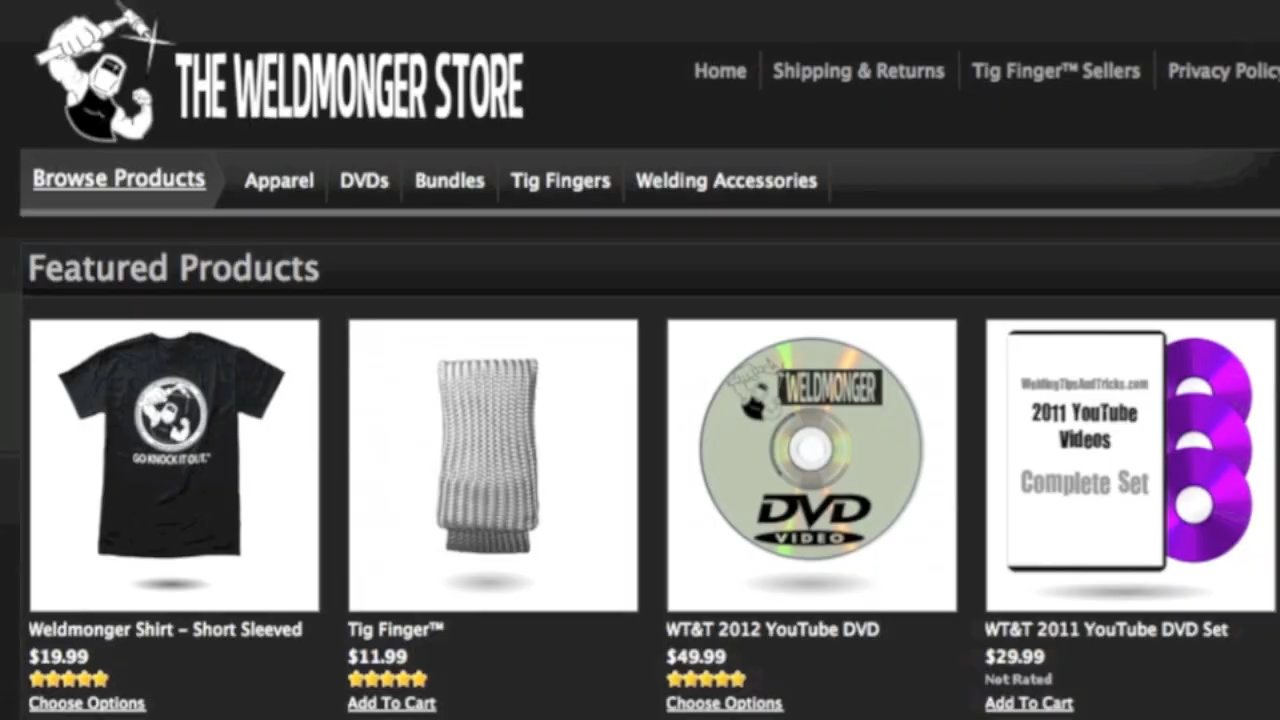 THE WELDMONGER STORE
Home
Shipping & Returns
Tig Finger™ Sellers
Privacy Policy
Browse Products
Apparel
DVDs
Bundles
Tig Fingers
Welding Accessories
Featured Products
GO KNOCK IT OUT.™
WELDMONGER
DVD
VIDEO
WeldingTipsAndTricks.com
2011 YouTube
Videos
Complete Set
Weldmonger Shirt – Short Sleeved
$19.99
Choose Options
Tig Finger™
$11.99
Add To Cart
WT&T 2012 YouTube DVD
$49.99
Choose Options
WT&T 2011 YouTube DVD Set
$29.99
Not Rated
Add To Cart